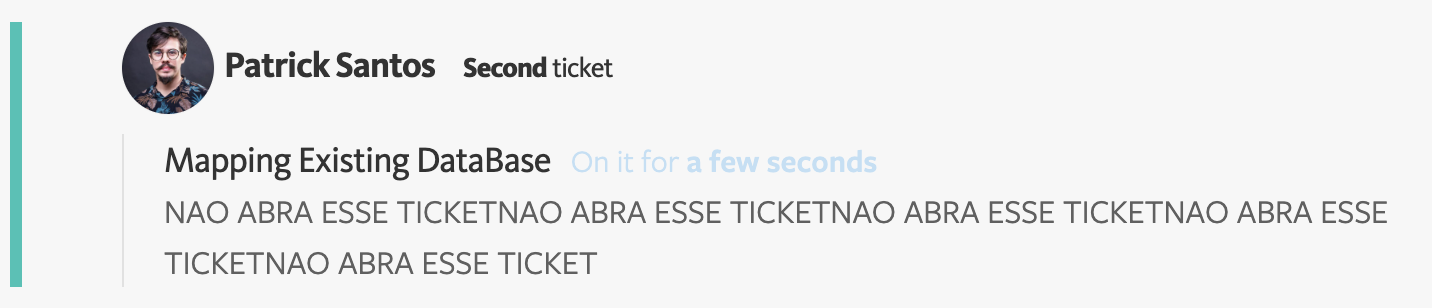 Patrick Santos Second ticket
Mapping Existing DataBase On it for a few seconds
NAO ABRA ESSE TICKETNAO ABRA ESSE TICKETNAO ABRA ESSE TICKETNAO ABRA ESSE
TICKETNAO ABRA ESSE TICKET